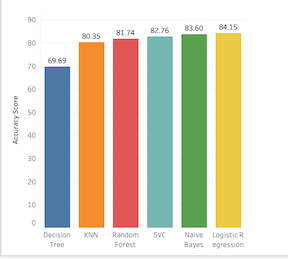 90
80
70
60
50
40
30
20
10
0
Accuracy Score
69.69
80.35
81.74
82.76
83.60
84.15
Decision
Tree
KNN
Random
Forest
SVC
Naïve
Bayes
Logistic R
egression